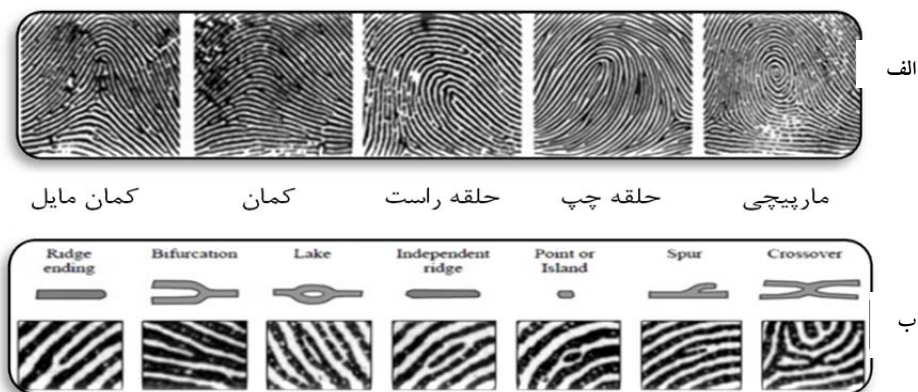 الف
مارپیچی حلقه چپ حلقه راست کمان کمان مایل
Ridge ending Bifurcation Lake Independent ridge Point or Island Spur Crossover
ب